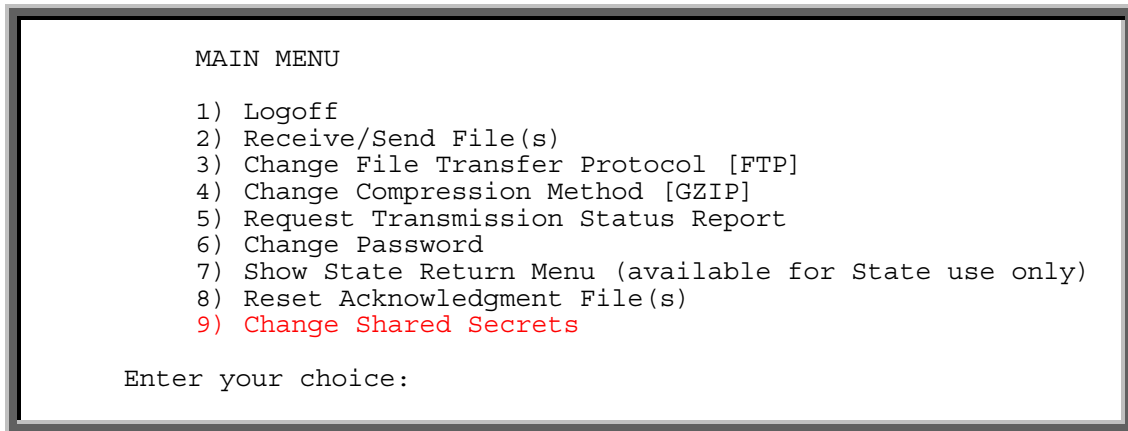 MAIN MENU
1) Logoff
2) Receive/Send File(s)
3) Change File Transfer Protocol [FTP]
4) Change Compression Method [GZIP]
5) Request Transmission Status Report
6) Change Password
7) Show State Return Menu (available for State use only)
8) Reset Acknowledgment File(s)
9) Change Shared Secrets
Enter your choice: